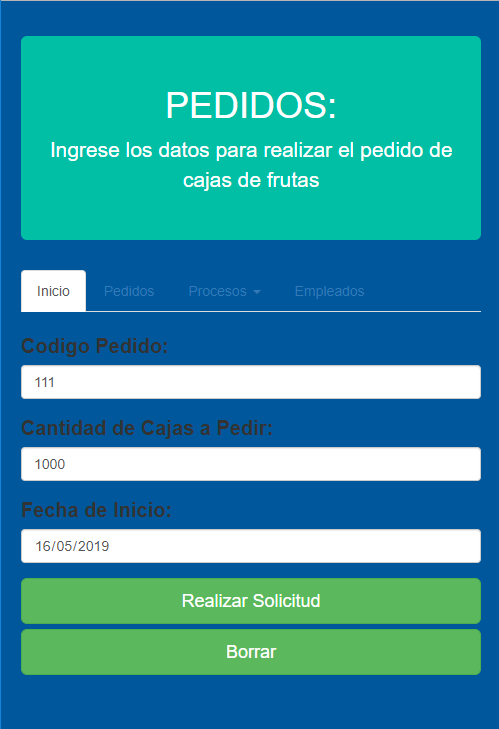 PEDIDOS:
Ingrese los datos para realizar el pedido de
cajas de frutas
Inicio Pedidos Procesos Empleados
Codigo Pedido:
111
Cantidad de Cajas a Pedir:
1000
Fecha de Inicio:
16/05/2019
Realizar Solicitud
Borrar